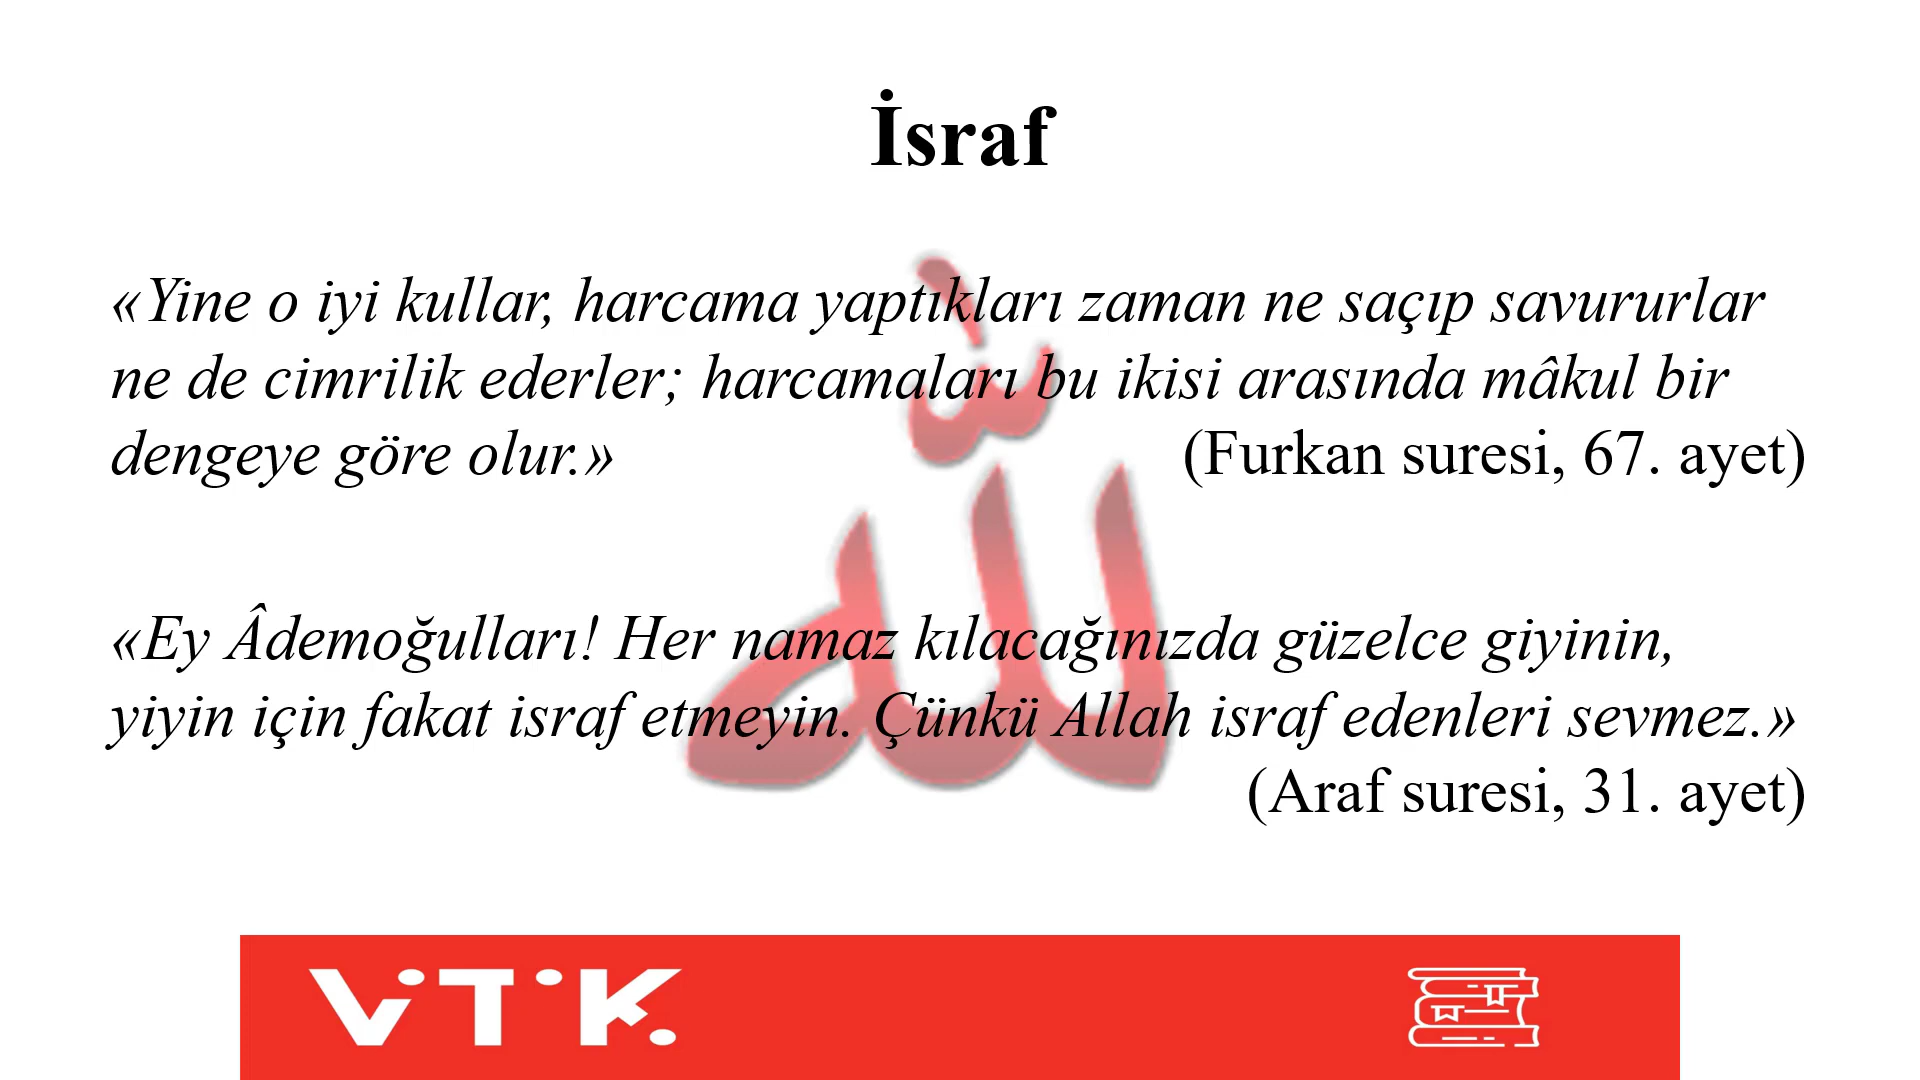 İsraf
«Yine o iyi kullar, harcama yaptıkları zaman ne saçıp savururlar
ne de cimrilik ederler; harcamaları bu ikisi arasında mâkul bir
dengeye göre olur.» (Furkan suresi, 67. ayet)
الله
«Ey Âdemoğulları! Her namaz kılacağınızda güzelce giyinin,
yiyin için fakat israf etmeyin. Çünkü Allah israf edenleri sevmez.»
(Araf suresi, 31. ayet)
ViTiK